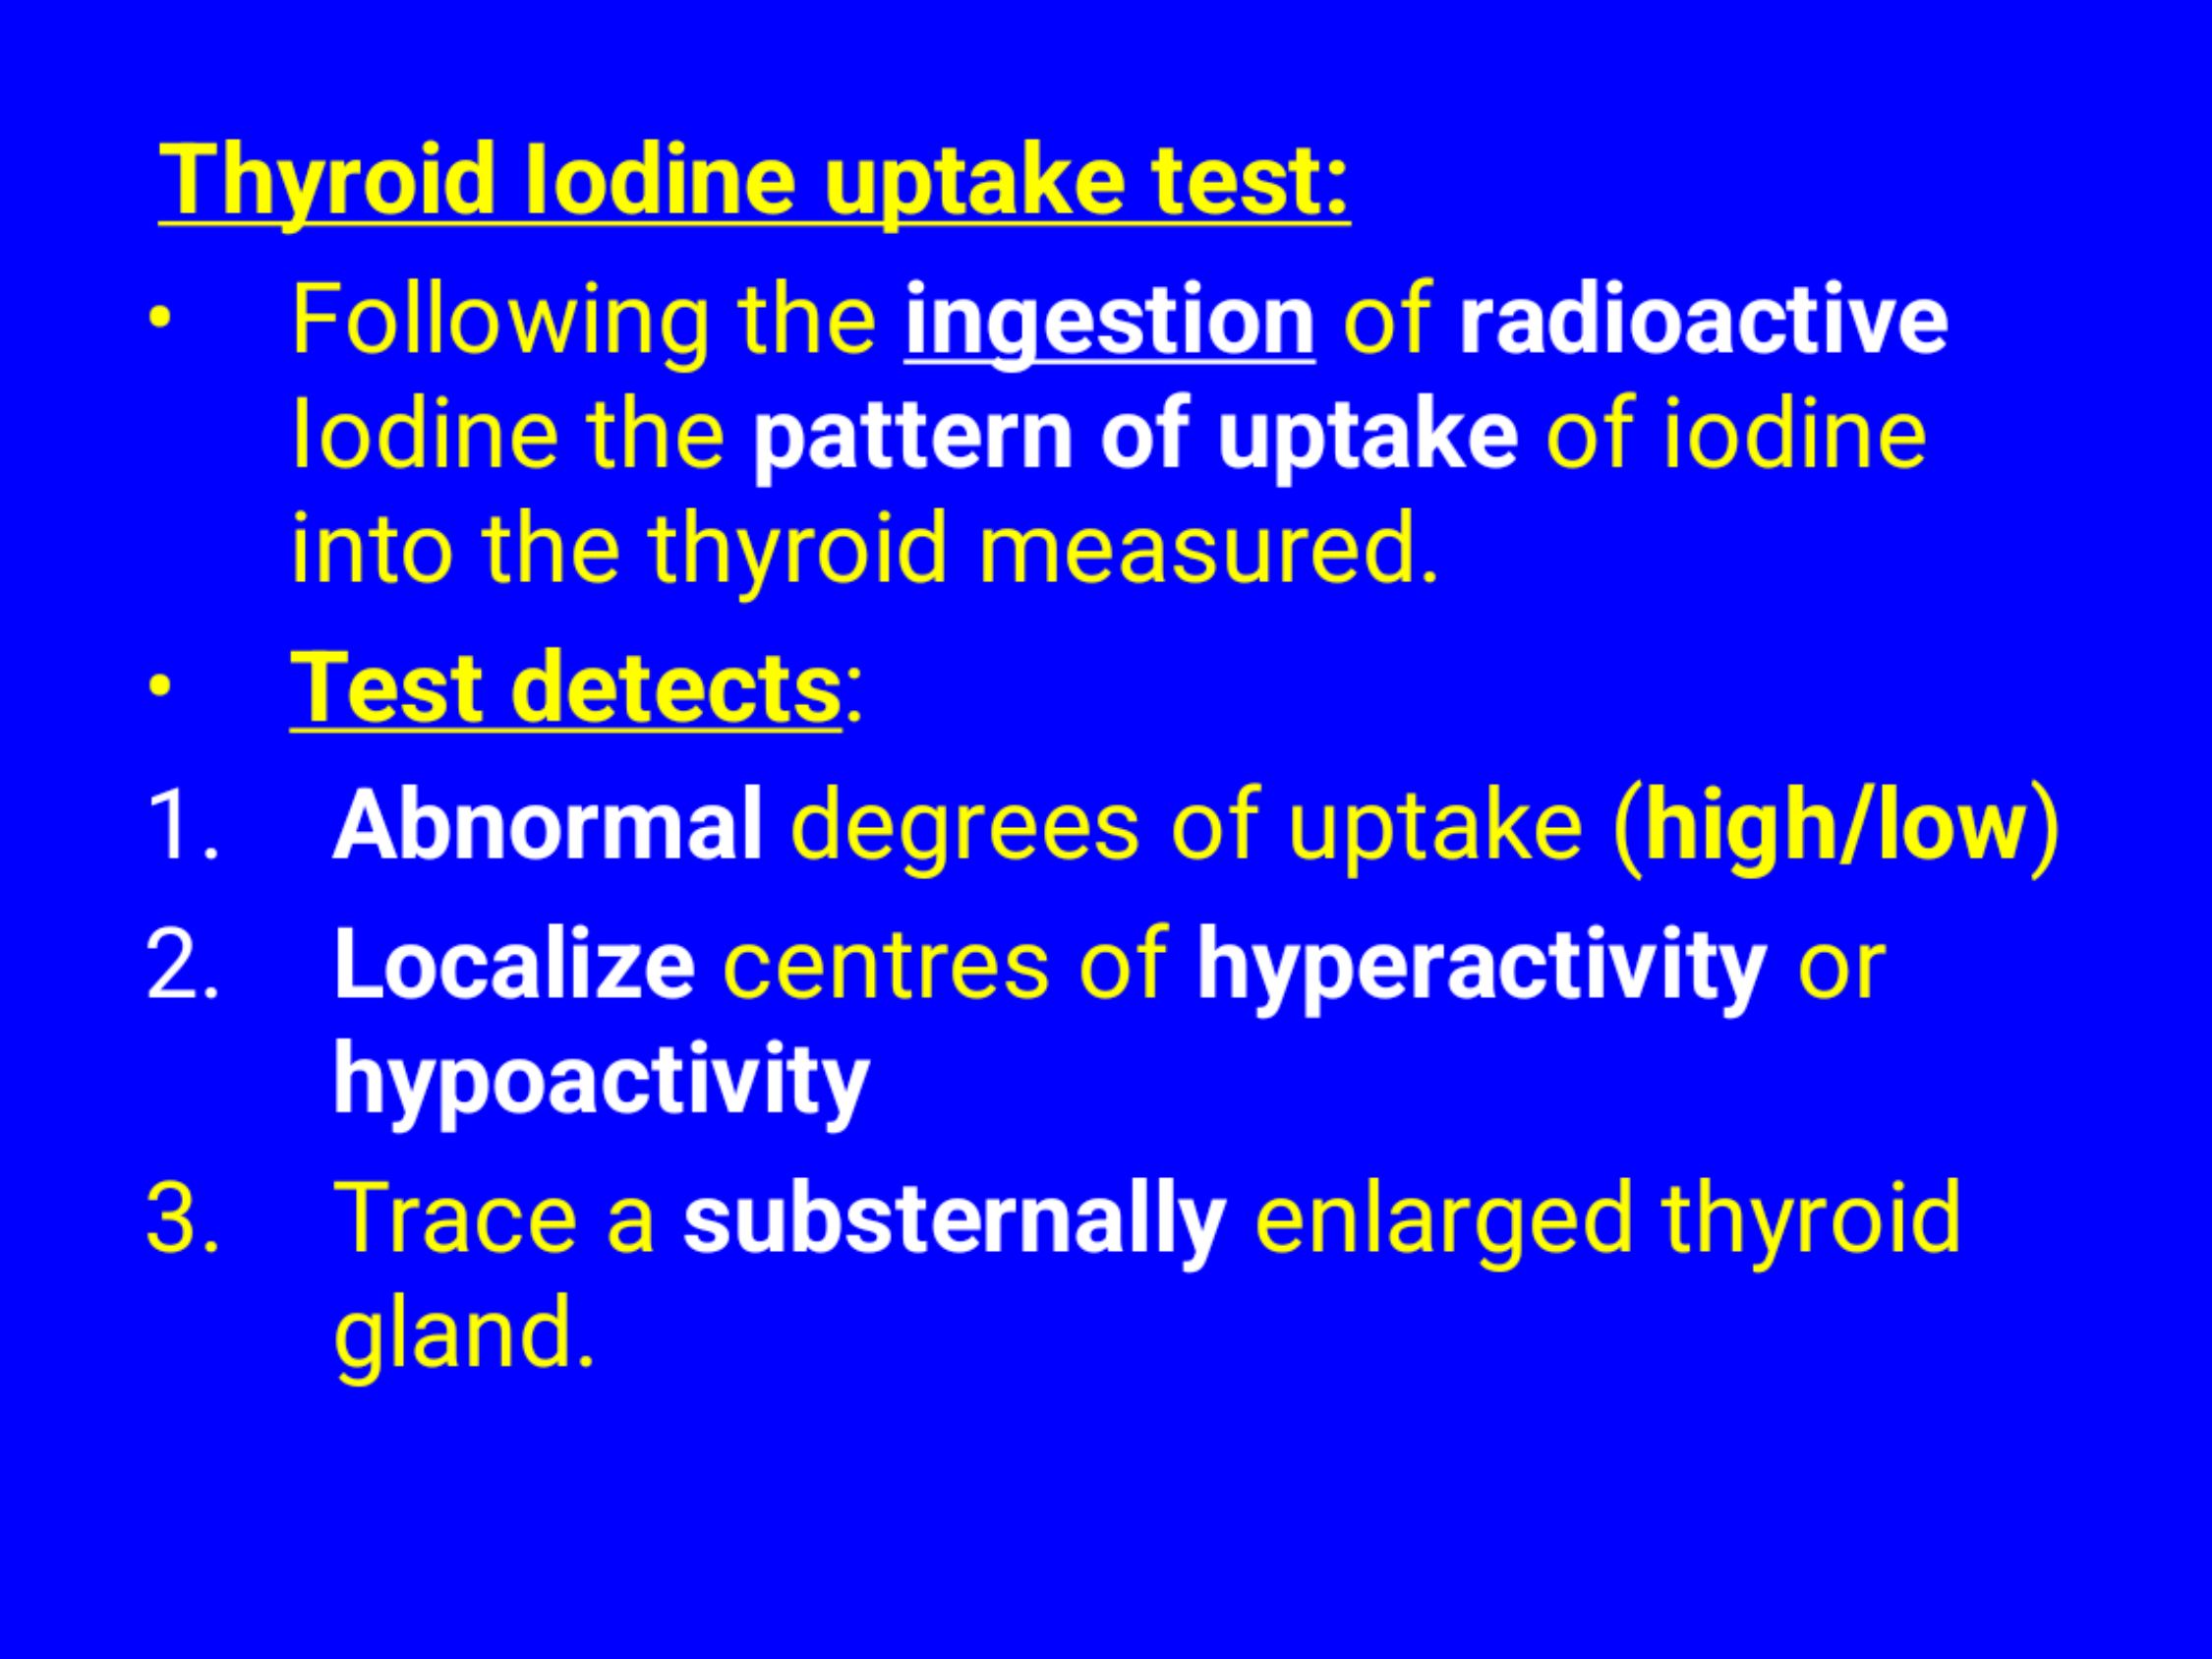 Thyroid Iodine uptake test:
• Following the ingestion of radioactive
Iodine the pattern of uptake of iodine
into the thyroid measured.
• Test detects:
1. Abnormal degrees of uptake (high/low)
2. Localize centres of hyperactivity or
hypoactivity
3. Trace a substernally enlarged thyroid
gland.